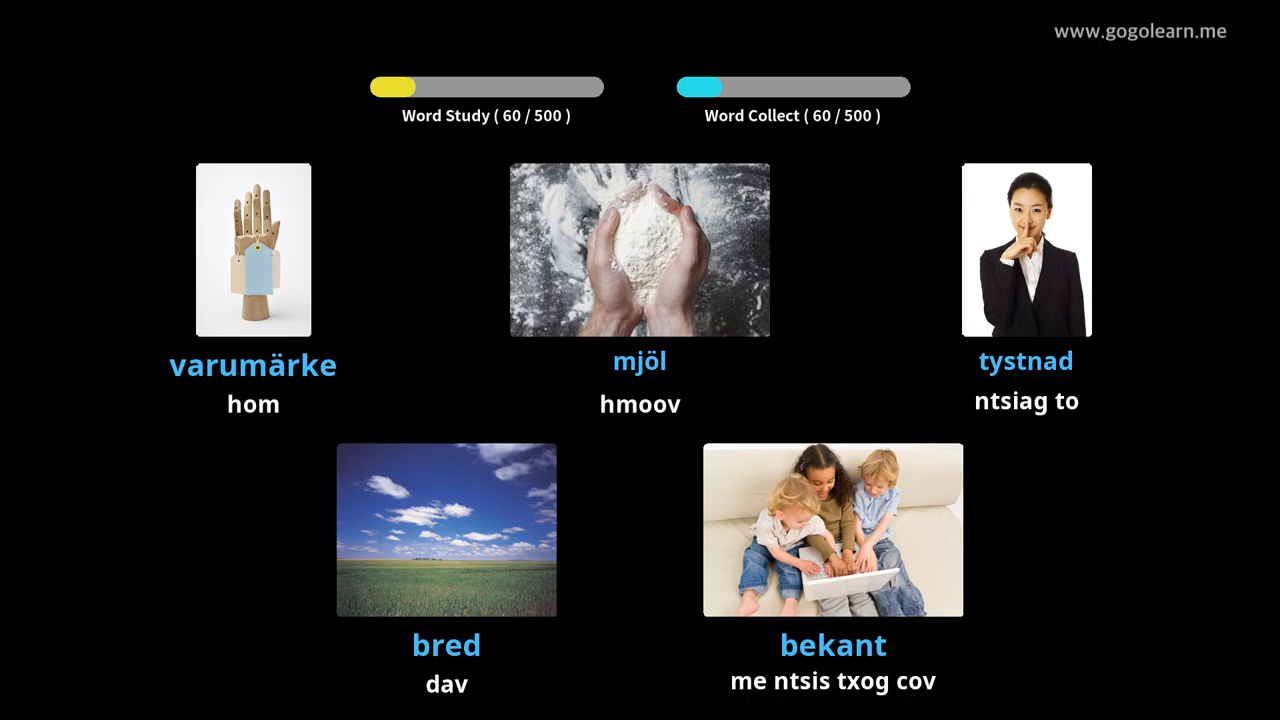 www.gogolearn.me
Word Study ( 60 / 500 )
Word Collect ( 60 / 500 )
varumärke
hom
mjöl
hmoov
tystnad
ntsiag to
bred
dav
bekant
me ntsis txog cov